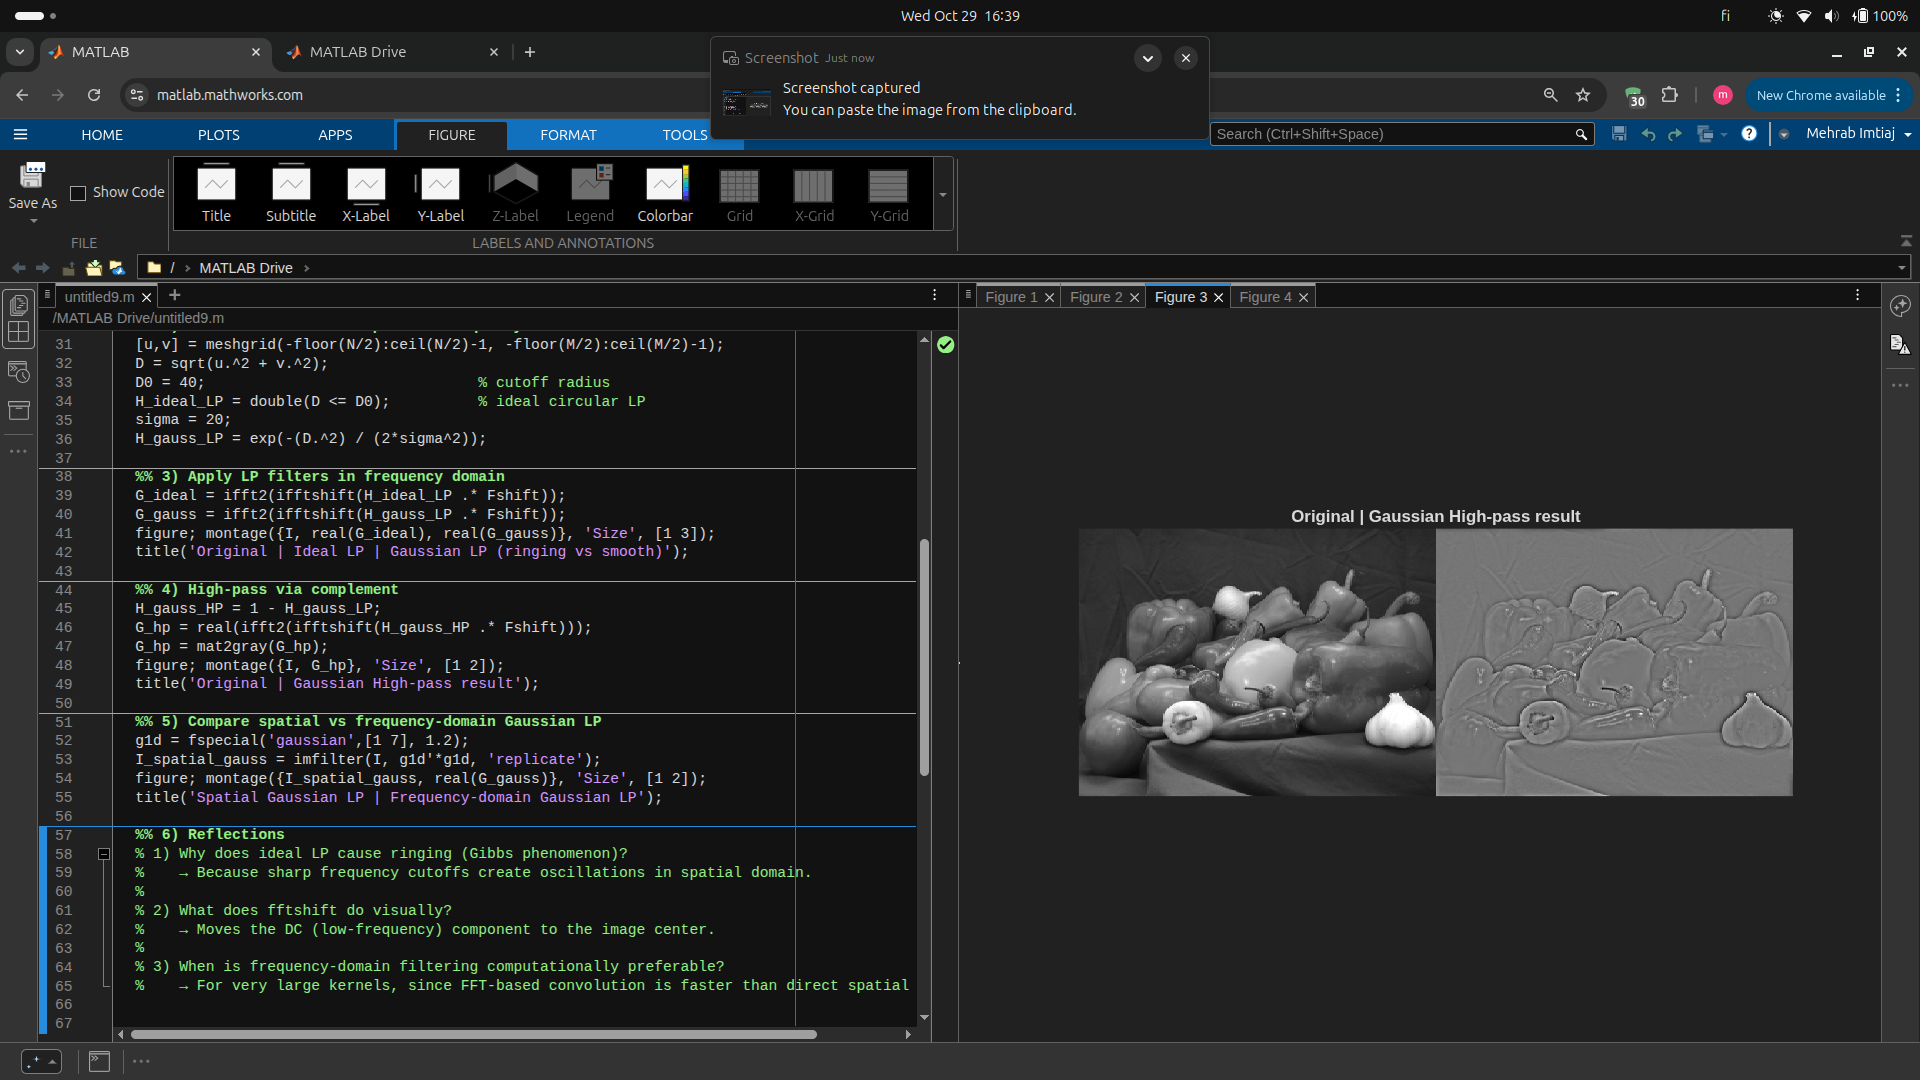 Wed Oct 29 16:39
fi
100%
MATLAB
MATLAB Drive
matlab.mathworks.com
30
m
New Chrome available
Screenshot Just now
Screenshot captured
You can paste the image from the clipboard.
HOME
PLOTS
APPS
FIGURE
FORMAT
TOOLS
Search (Ctrl+Shift+Space)
Mehrab Imtiaj
Save As
Show Code
Title
Subtitle
X-Label
Y-Label
Z-Label
Legend
Colorbar
Grid
X-Grid
Y-Grid
FILE
LABELS AND ANNOTATIONS
/ › MATLAB Drive ›
untitled9.m
/MATLAB Drive/untitled9.m
31 [u,v] = meshgrid(-floor(N/2):ceil(N/2)-1, -floor(M/2):ceil(M/2)-1);
32 D = sqrt(u.^2 + v.^2);
33 D0 = 40; % cutoff radius
34 H_ideal_LP = double(D <= D0); % ideal circular LP
35 sigma = 20;
36 H_gauss_LP = exp(-(D.^2) / (2*sigma^2));
37
38 %% 3) Apply LP filters in frequency domain
39 G_ideal = ifft2(ifftshift(H_ideal_LP .* Fshift));
40 G_gauss = ifft2(ifftshift(H_gauss_LP .* Fshift));
41 figure; montage({I, real(G_ideal), real(G_gauss)}, 'Size', [1 3]);
42 title('Original | Ideal LP | Gaussian LP (ringing vs smooth)');
43
44 %% 4) High-pass via complement
45 H_gauss_HP = 1 - H_gauss_LP;
46 G_hp = real(ifft2(ifftshift(H_gauss_HP .* Fshift)));
47 G_hp = mat2gray(G_hp);
48 figure; montage({I, G_hp}, 'Size', [1 2]);
49 title('Original | Gaussian High-pass result');
50
51 %% 5) Compare spatial vs frequency-domain Gaussian LP
52 g1d = fspecial('gaussian',[1 7], 1.2);
53 I_spatial_gauss = imfilter(I, g1d'*g1d, 'replicate');
54 figure; montage({I_spatial_gauss, real(G_gauss)}, 'Size', [1 2]);
55 title('Spatial Gaussian LP | Frequency-domain Gaussian LP');
56
57 %% 6) Reflections
58 % 1) Why does ideal LP cause ringing (Gibbs phenomenon)?
59 % → Because sharp frequency cutoffs create oscillations in spatial domain.
60 %
61 % 2) What does fftshift do visually?
62 % → Moves the DC (low-frequency) component to the image center.
63 %
64 % 3) When is frequency-domain filtering computationally preferable?
65 % → For very large kernels, since FFT-based convolution is faster than direct spatial
66
67
Figure 1
Figure 2
Figure 3
Figure 4
Original | Gaussian High-pass result